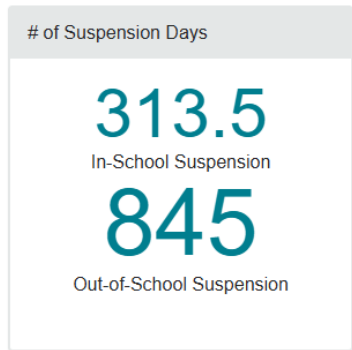 # of Suspension Days
313.5
In-School Suspension
845
Out-of-School Suspension